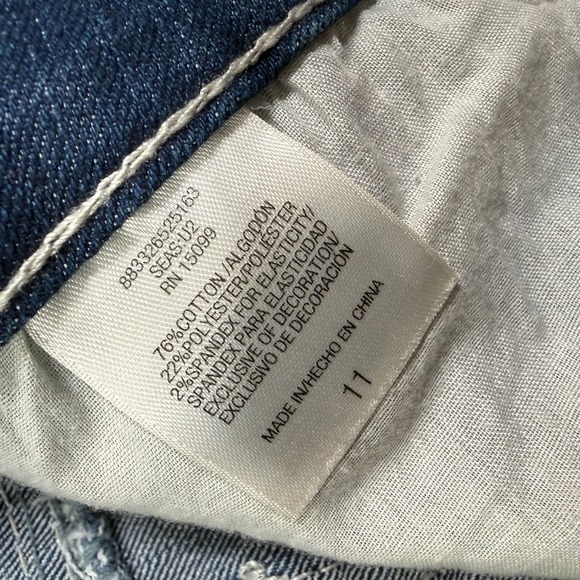 883326525163
SEAS:U2
RN 15099
76%COTTON /ALGODÓN
22%POLYESTER/POLIÉSTER,
2%SPANDEX FOR ELASTICITY/
SPANDEX PARA ELASTICIDAD
EXCLUSIVE OF DECORATION/
EXCLUSIVO DE DECORACIÓN
MADE IN/HECHO EN CHINA
11